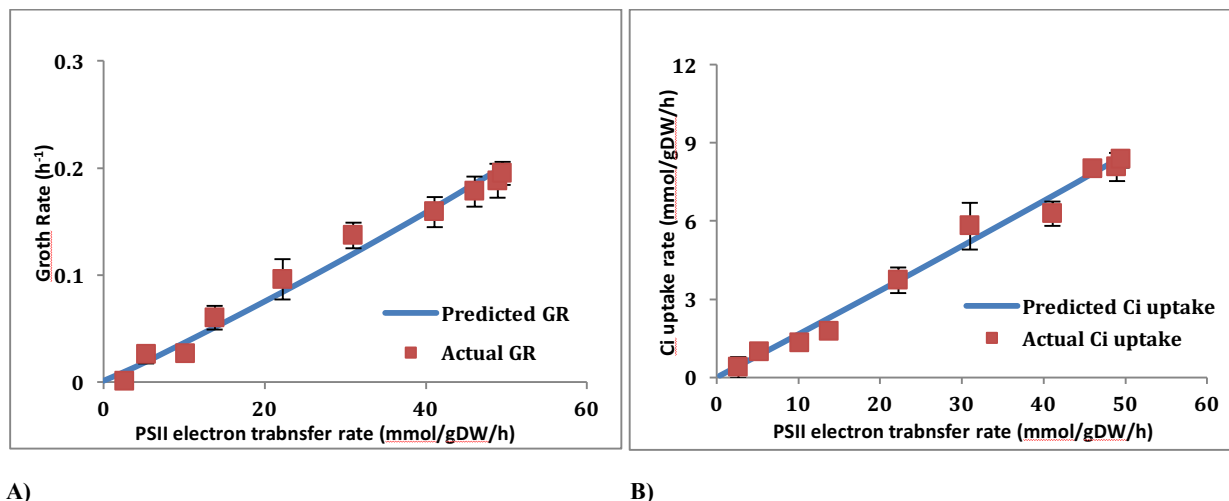 0.3
0.2
0.1
0
Groth Rate (h-1)
Predicted GR
Actual GR
0 20 40 60
PSII electron trabnsfer rate (mmol/gDW/h)
A)
12
9
6
3
0
Ci uptake rate (mmol/gDW/h)
Predicted Ci uptake
Actual Ci uptake
0 10 20 30 40 50 60
PSII electron trabnsfer rate (mmol/gDW/h)
B)